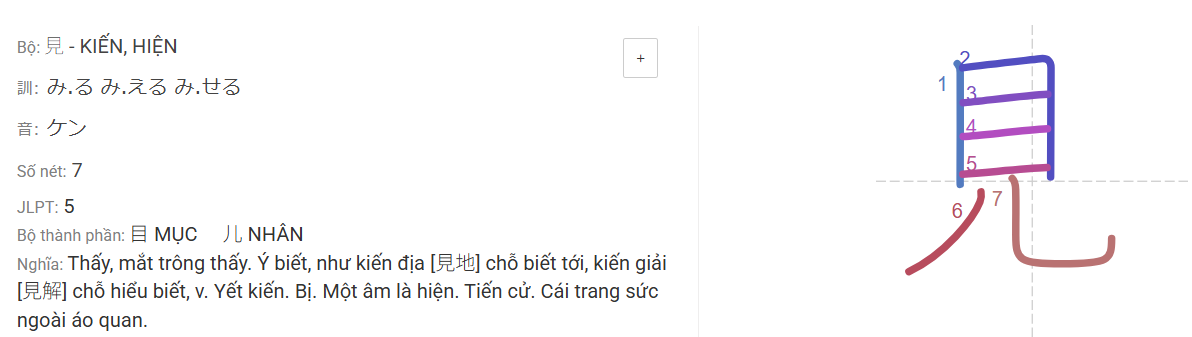 Bộ: 見 - KIẾN, HIỆN
+
訓: み.る み.える み.せる
音: ケン
Số nét: 7
JLPT: 5
Bộ thành phần: 目 MỤC 儿 NHÂN
Nghĩa: Thấy, mắt trông thấy. Ý biết, như kiến địa [見地] chỗ biết tới, kiến giải
[見解] chỗ hiểu biết, v. Yết kiến. Bị. Một âm là hiện. Tiến cử. Cái trang sức
ngoài áo quan.
見
1
2
3
4
5
6
7